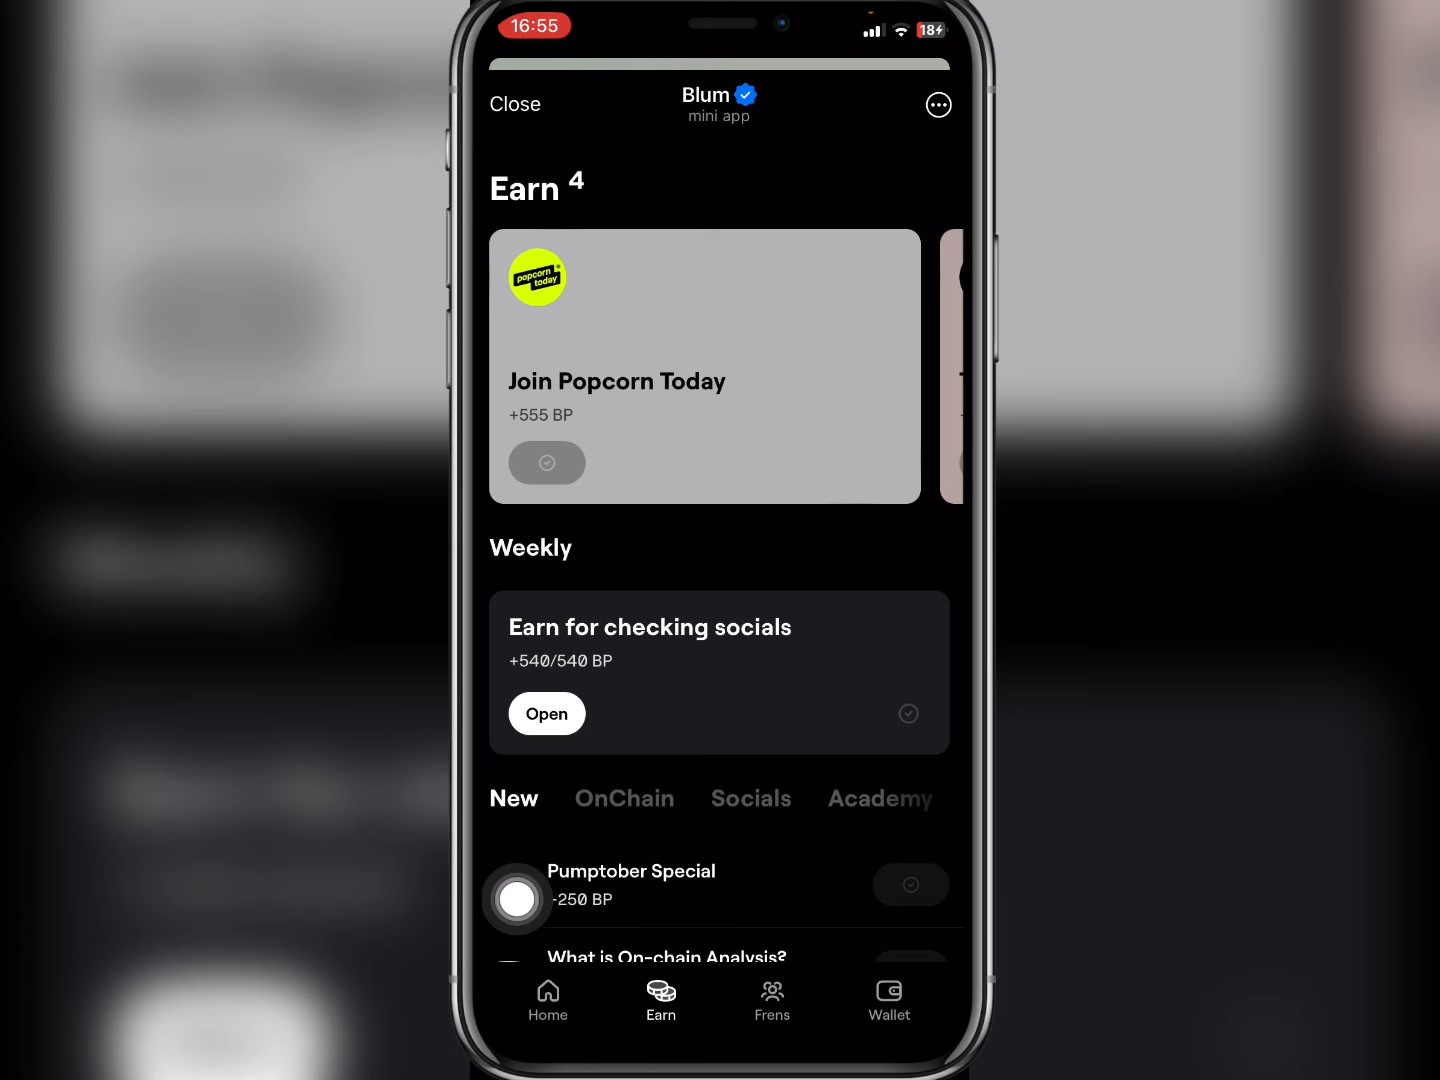 16:55
18
Close
Blum
mini app
Earn 4
popcorn
today
Join Popcorn Today
+555 BP
Weekly
Earn for checking socials
+540/540 BP
Open
New OnChain Socials Academy
Pumptober Special
-250 BP
What is On-chain Analysis?
Home Earn Frens Wallet